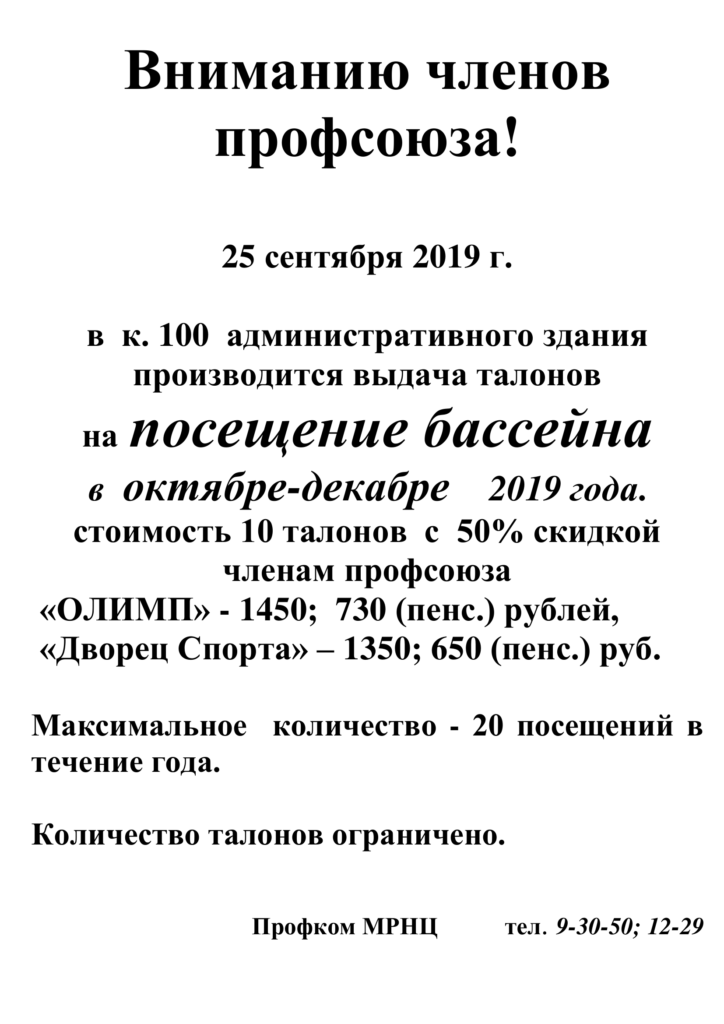 Вниманию членов
профсоюза!
25 сентября 2019 г.
в к. 100 административного здания
производится выдача талонов
на посещение бассейна
в октябре-декабре 2019 года.
стоимость 10 талонов с 50% скидкой
членам профсоюза
«ОЛИМП» - 1450; 730 (пенс.) рублей,
«Дворец Спорта» – 1350; 650 (пенс.) руб.
Максимальное количество - 20 посещений в
течение года.
Количество талонов ограничено.
Профком МРНЦ тел. 9-30-50; 12-29